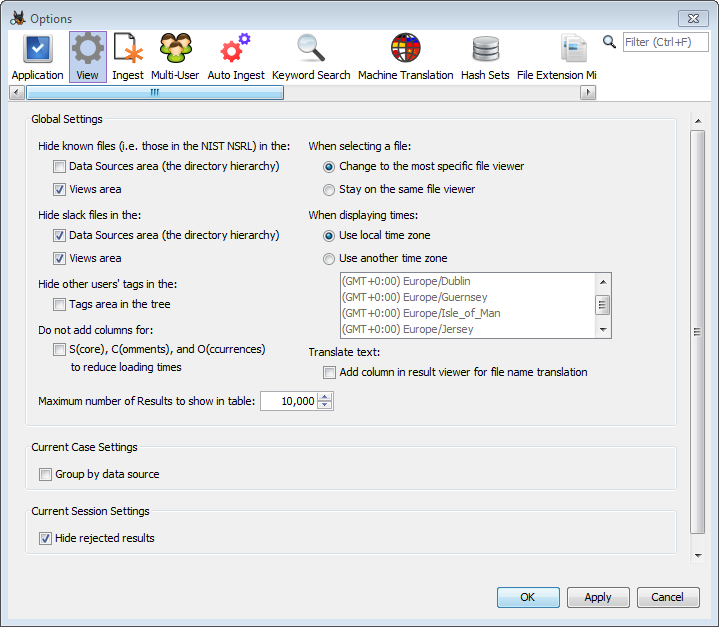 Options
Filter (Ctrl+F)
Application View Ingest Multi-User Auto Ingest Keyword Search Machine Translation Hash Sets File Extension Mi
Global Settings
Hide known files (i.e. those in the NIST NSRL) in the:
Data Sources area (the directory hierarchy)
Views area
Hide slack files in the:
Data Sources area (the directory hierarchy)
Views area
Hide other users' tags in the:
Tags area in the tree
Do not add columns for:
S(core), C(omments), and O(ccurrences)
to reduce loading times
Maximum number of Results to show in table: 10,000
When selecting a file:
Change to the most specific file viewer
Stay on the same file viewer
When displaying times:
Use local time zone
Use another time zone
(GMT+0:00) Europe/Dublin
(GMT+0:00) Europe/Guernsey
(GMT+0:00) Europe/Isle_of_Man
(GMT+0:00) Europe/Jersey
Translate text:
Add column in result viewer for file name translation
Current Case Settings
Group by data source
Current Session Settings
Hide rejected results
OK Apply Cancel